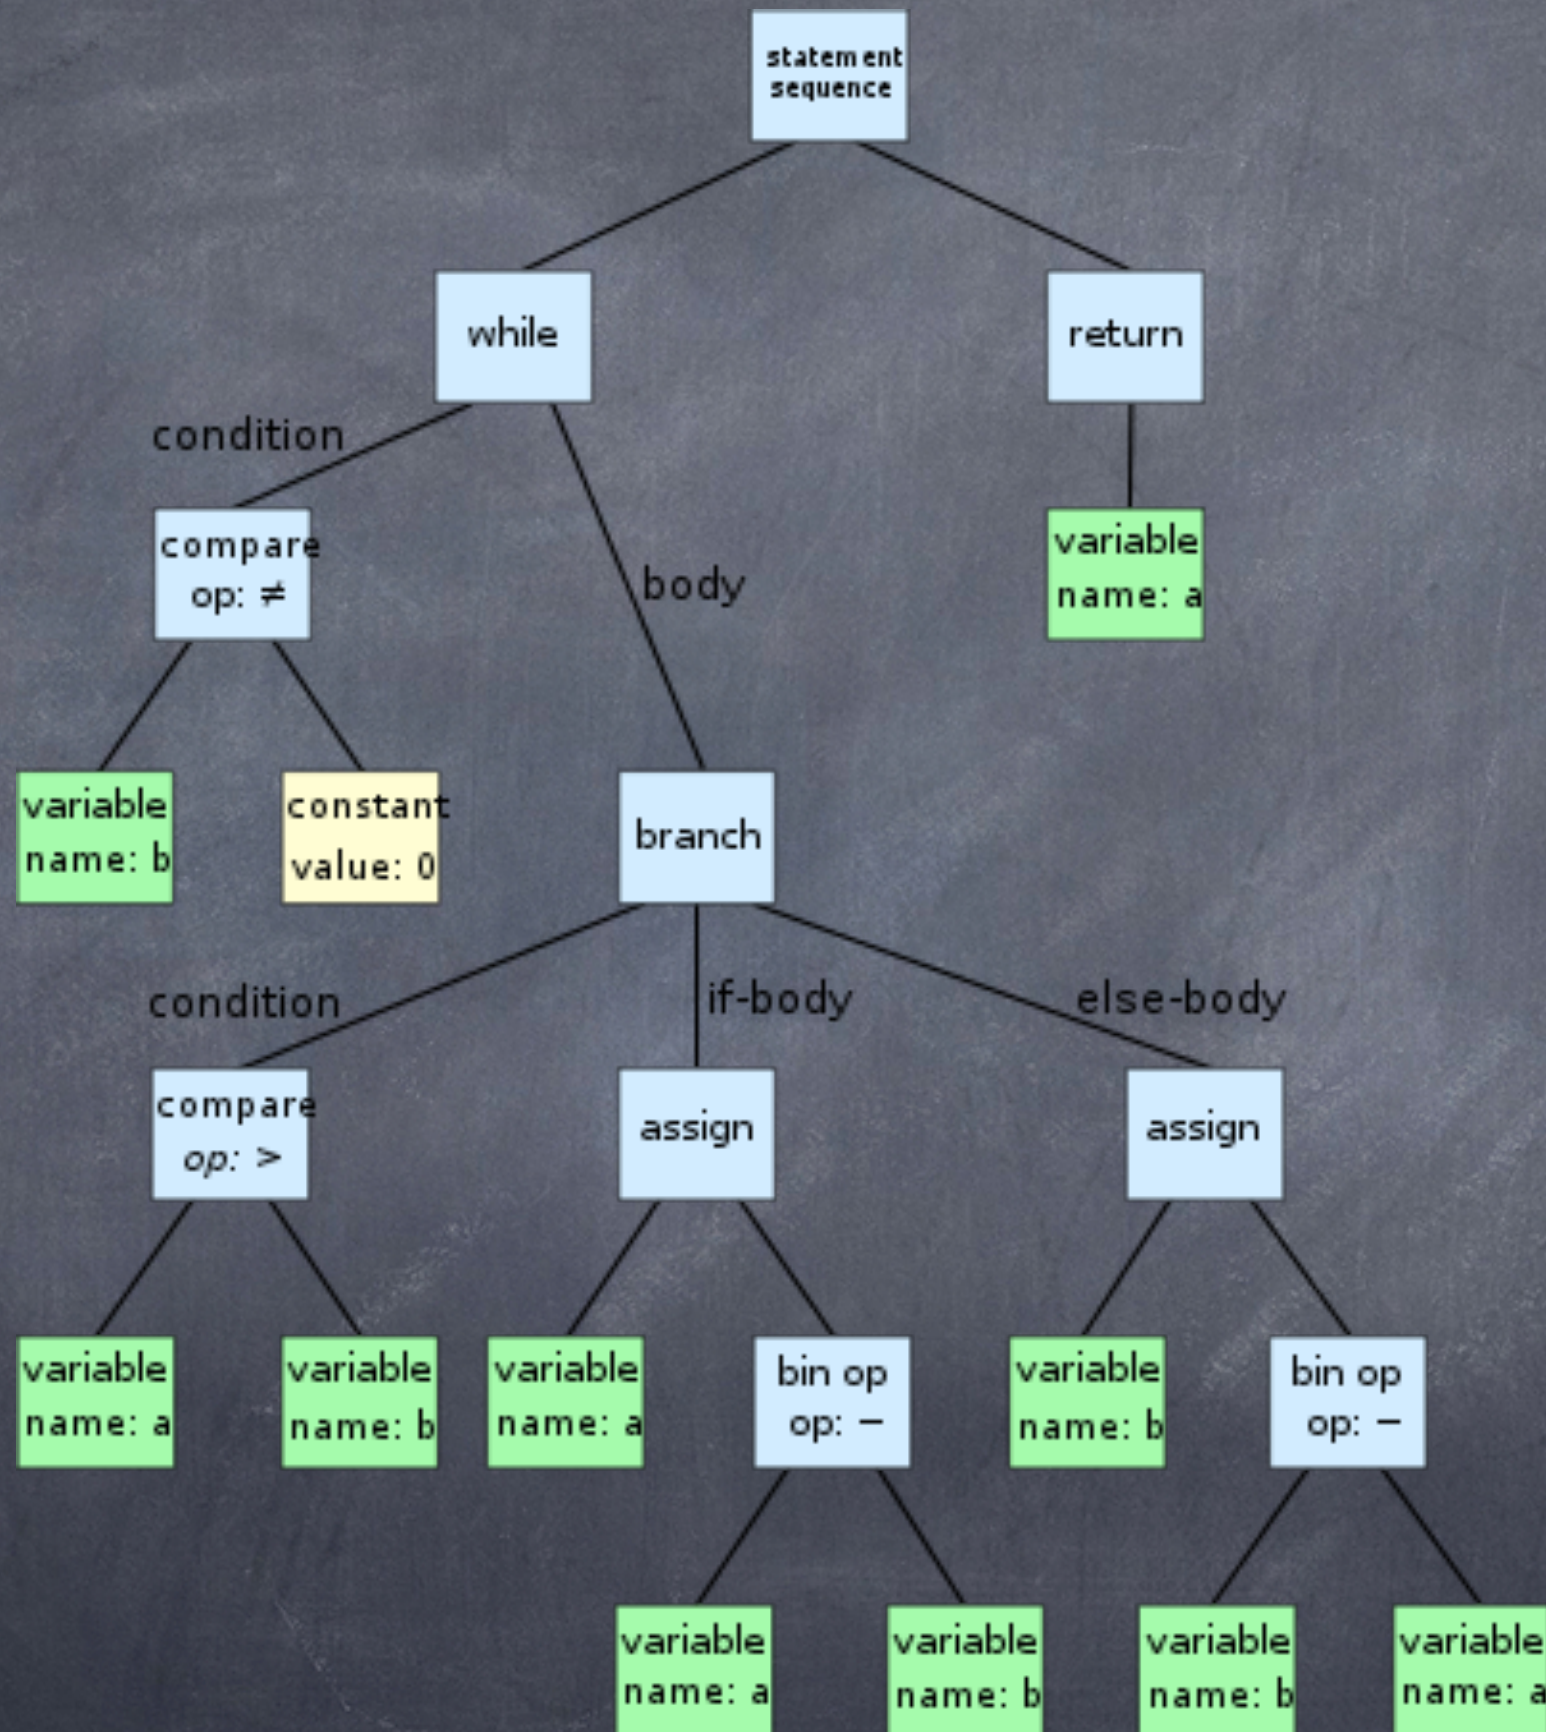 statement
sequence
while
return
condition
compare
op: ≠
body
variable
name: a
variable
name: b
constant
value: 0
branch
condition
if-body
else-body
compare
op: >
assign
assign
variable
name: a
variable
name: b
variable
name: a
bin op
op: −
variable
name: b
bin op
op: −
variable
name: a
variable
name: b
variable
name: b
variable
name: a